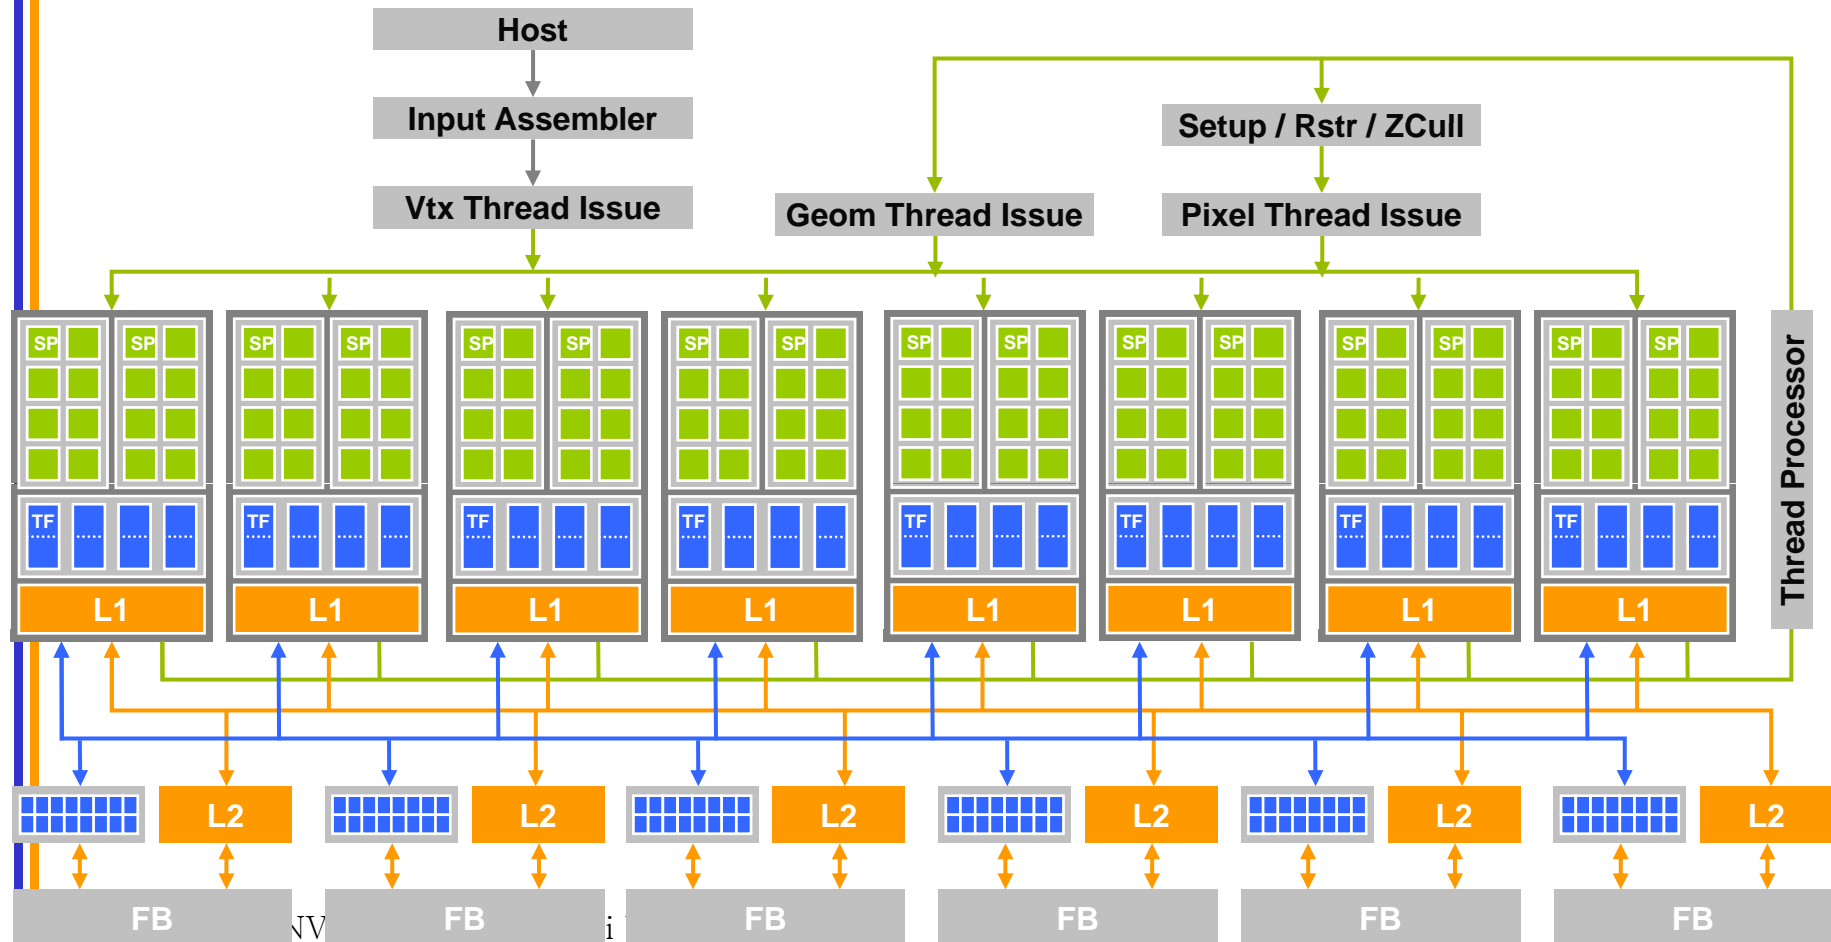 Host
Input Assembler
Setup / Rstr / ZCull
Vtx Thread Issue
Geom Thread Issue
Pixel Thread Issue
SP SP SP SP SP SP SP SP SP SP SP SP SP SP SP SP
Thread Processor
TF TF TF TF TF TF TF TF
L1 L1 L1 L1 L1 L1 L1 L1
L2 L2 L2 L2 L2 L2
FB FB FB FB FB FB